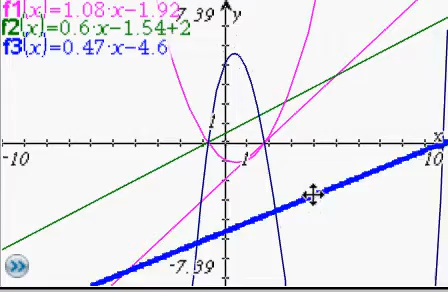 f1(x)=1.08·x-1.92
f2(x)=0.6·x-1.54+2
f3(x)=0.47·x-4.6
7.39
y
1
x
-10
1
10
-7.39